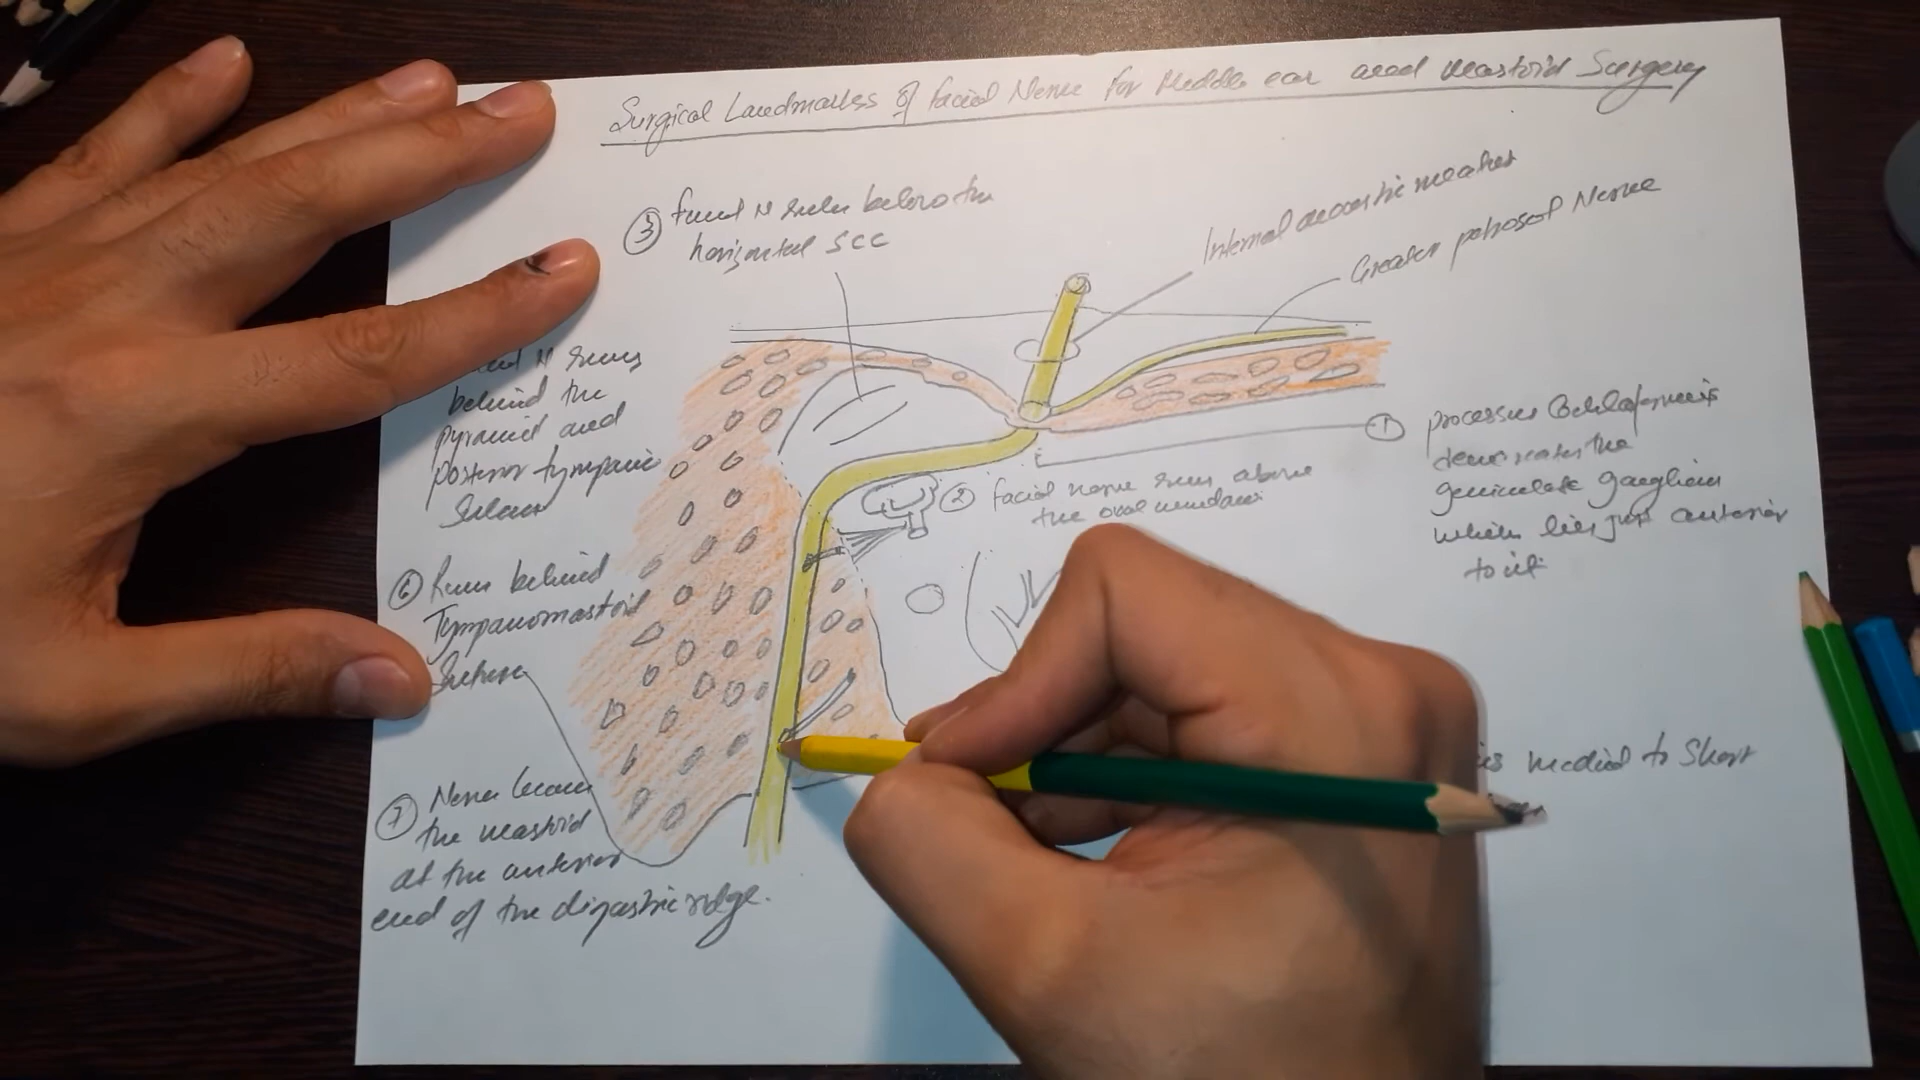 Surgical Landmarks of facial Nerve for Middle ear and Mastoid Surgery
③ facial N runs below the
horizontal SCC
Internal acoustic meatus
Greater petrosal Nerve
N runs
behind the
pyramid and
posterior tympanic
Sulcus
① processus Cochleaformis
demarcates the
geniculate ganglion
which lies just anterior
to it
② facial nerve runs above
the oval window
⑥ Runs behind
Tympanomastoid
Suture
is medial to Short
⑦ Nerve leaves
the mastoid
at the anterior
end of the digastric ridge.